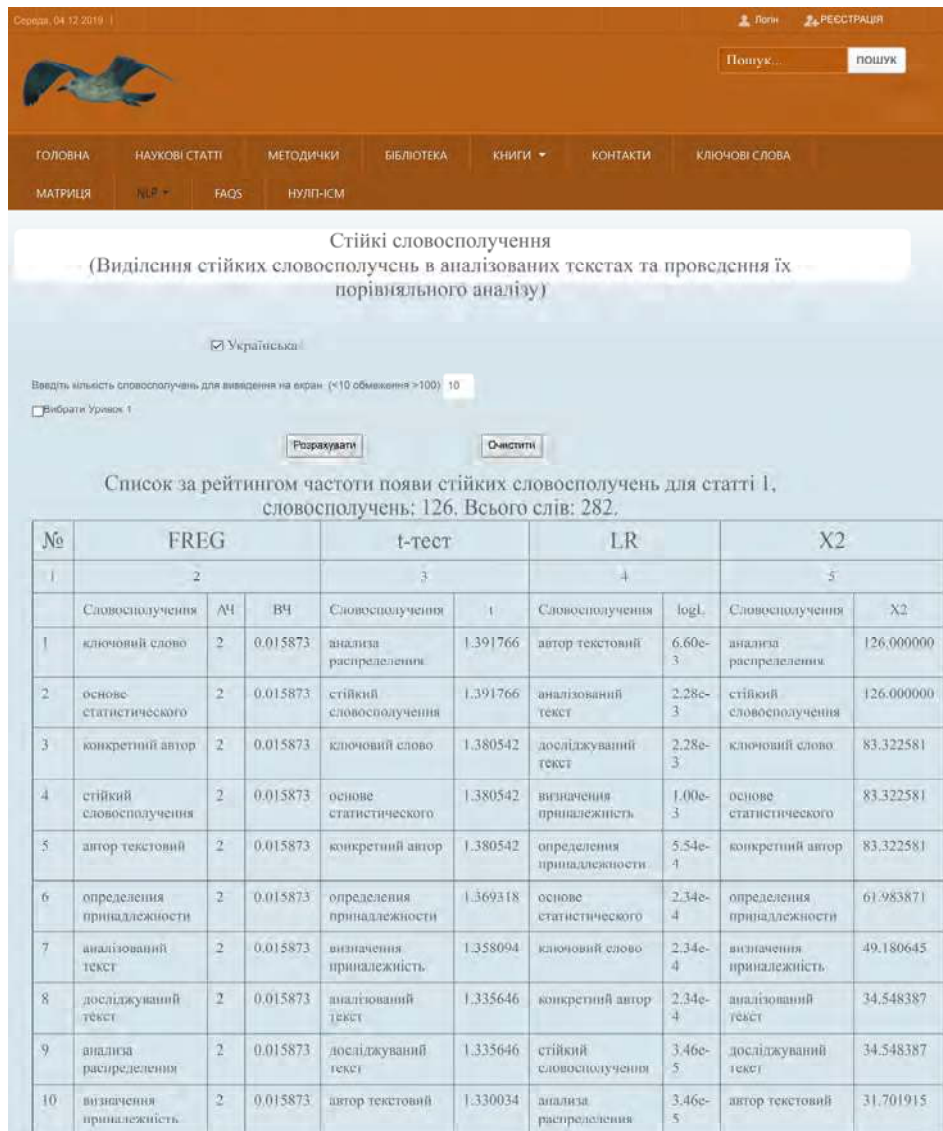 Середа, 04 12 2019 |
Логін РЕЄСТРАЦІЯ
Пошук... ПОШУК
ГОЛОВНА НАУКОВІ СТАТТІ МЕТОДИЧКИ БІБЛІОТЕКА КНИГИ КОНТАКТИ КЛЮЧОВІ СЛОВА
МАТРИЦЯ NLP FAQS НУЛП-ІСМ
Стійкі словосполучення
(Виділення стійких словосполучень в аналізованих текстах та проведення їх
порівняльного аналізу)
Українська
Введіть кількість словосполучень для виведення на екран (<10 обмеження >100) 10
Вибрати Уривок 1
Розрахувати Очистити
Список за рейтингом частоти появи стійких словосполучень для статті 1,
словосполучень: 126. Всього слів: 282.
№ FREG t-тест LR X2
1 2 3 4 5
Словосполучення АЧ ВЧ Словосполучення t Словосполучення logL Словосполучення X2
1 ключовий слово 2 0.015873 анализа 1.391766 автор текстовий 6.60e- анализа 126.000000
распределения 3 распределения
2 основе 2 0.015873 стійкий 1.391766 аналізований 2.28e- стійкий 126.000000
статистического словосполучення текст 3 словосполучення
3 конкретний автор 2 0.015873 ключовий слово 1.380542 досліджуваний 2.28e- ключовий слово 83.322581
текст 3
4 стійкий 2 0.015873 основе 1.380542 визначення 1.00e- основе 83.322581
словосполучення статистического приналежність 3 статистического
5 автор текстовий 2 0.015873 конкретний автор 1.380542 определения 5.54e- конкретний автор 83.322581
принадлежности 4
6 определения 2 0.015873 определения 1.369318 основе 2.34e- определения 61.983871
принадлежности принадлежности статистического 4 принадлежности
7 аналізований 2 0.015873 визначення 1.358094 ключовий слово 2.34e- визначення 49.180645
текст приналежність 4 приналежність
8 досліджуваний 2 0.015873 аналізований 1.335646 конкретний автор 2.34e- аналізований 34.548387
текст текст 4 текст
9 анализа 2 0.015873 досліджуваний 1.335646 стійкий 3.46e- досліджуваний 34.548387
распределения текст словосполучення 5 текст
10 визначення 2 0.015873 автор текстовий 1.330034 анализа 3.46e- автор текстовий 31.701915
приналежність распределения 5